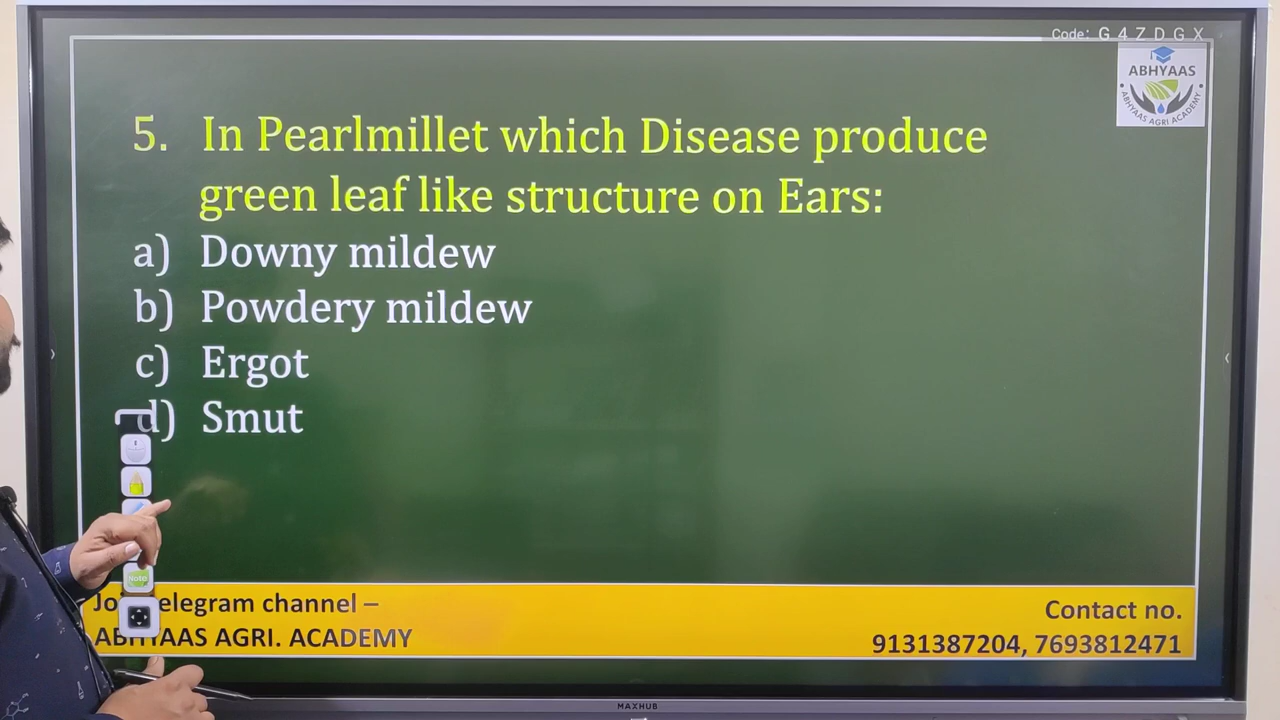 Code: G 4 Z D G X
ABHYAAS
ABHYAAS AGRI ACADEMY
5. In Pearlmillet which Disease produce
green leaf like structure on Ears:
a) Downy mildew
b) Powdery mildew
c) Ergot
d) Smut
Note
elegram channel –
AGRI. ACADEMY
Contact no.
9131387204, 7693812471
MAXHUB